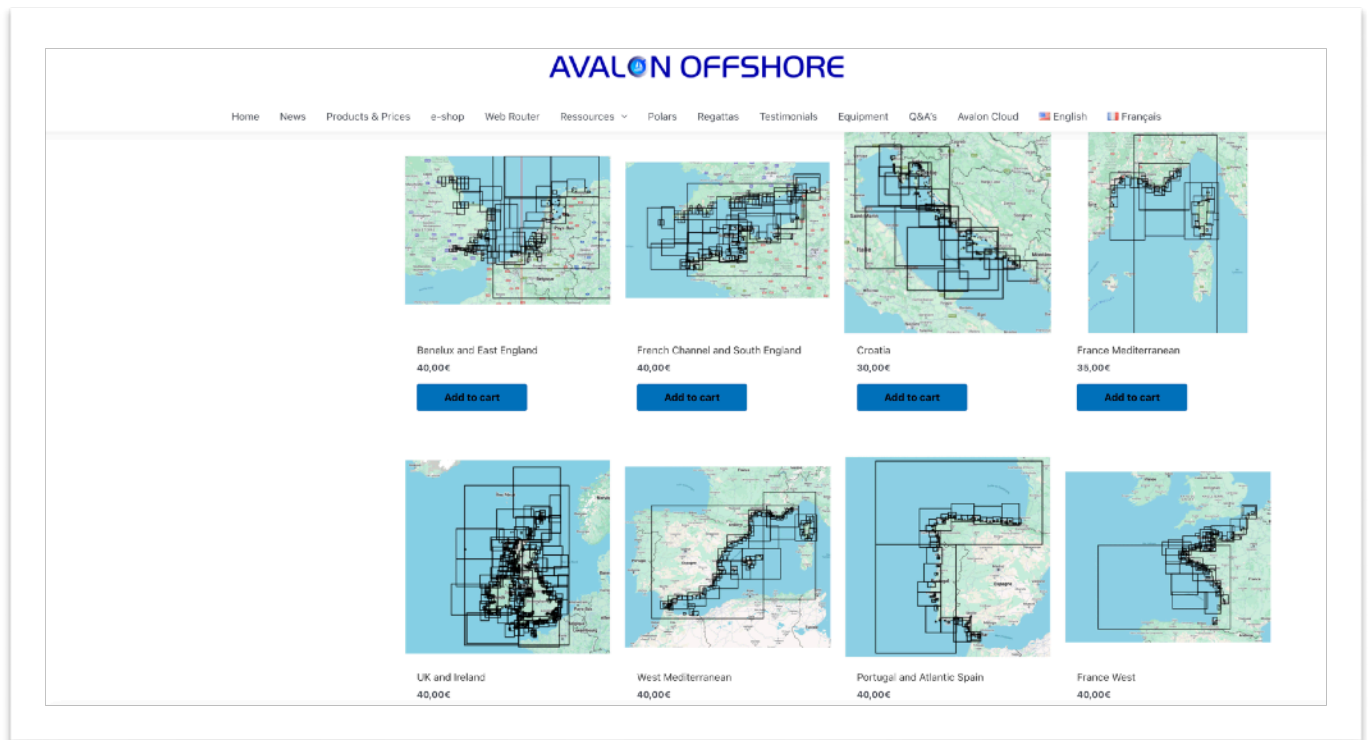 AVALON OFFSHORE
Home News Products & Prices e-shop Web Router Ressources Polars Regattas Testimonials Equipment Q&A's Avalon Cloud English Français
Benelux and East England
40,00€
Add to cart
French Channel and South England
40,00€
Add to cart
Croatia
30,00€
Add to cart
France Mediterranean
35,00€
Add to cart
UK and Ireland
40,00€
West Mediterranean
40,00€
Portugal and Atlantic Spain
40,00€
France West
40,00€